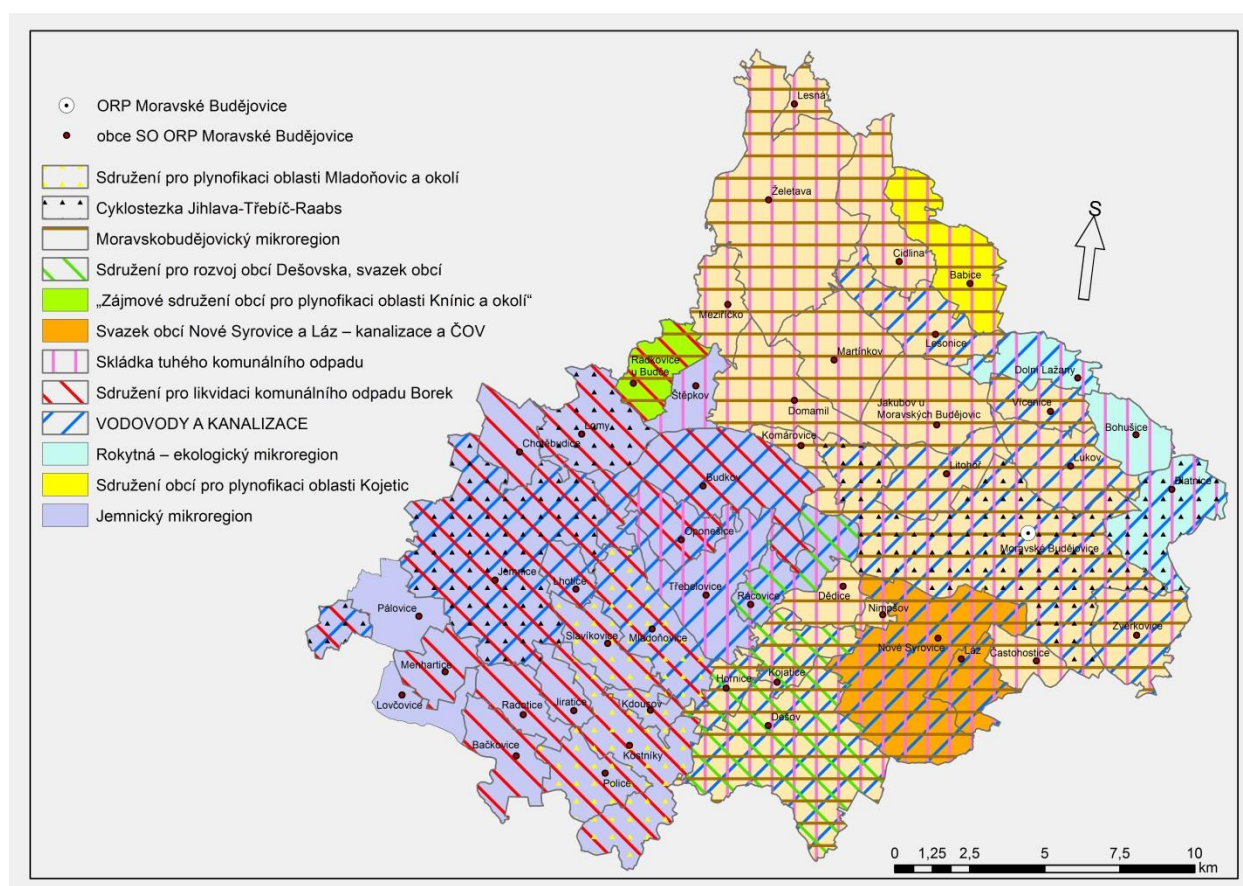 ORP Moravské Budějovice
obce SO ORP Moravské Budějovice
Sdružení pro plynofikaci oblasti Mladoňovic a okolí
Cyklostezka Jihlava-Třebíč-Raabs
Moravskobudějovický mikroregion
Sdružení pro rozvoj obcí Dešovska, svazek obcí
„Zájmové sdružení obcí pro plynofikaci oblasti Knínic a okolí“
Svazek obcí Nové Syrovice a Láz – kanalizace a ČOV
Skládka tuhého komunálního odpadu
Sdružení pro likvidaci komunálního odpadu Borek
VODOVODY A KANALIZACE
Rokytná – ekologický mikroregion
Sdružení obcí pro plynofikaci oblasti Kojetic
Jemnický mikroregion
S
Lesná
Želetava
Cidlina
Babice
Meziříčko
Lesonice
Martínkov
Radkovice
u Budče
Štěpkov
Dolní Lažany
Vícenice
Domamil
Jakubov u
Moravských Budějovic
Bohušice
Lomy
Chotěbudice
Komárovice
Litohoř
Lukov
Budkov
Blatnice
Oponešice
Moravské Budějovice
Jemnice
Lhotice
Třebelovice
Rácovice
Dědice
Nimpšov
Pálovice
Slavíkovice
Mladoňovice
Nové Syrovice
Láz
Zvěrkovice
Častohostice
Menhartice
Lovčovice
Radotice
Jiratice
Kdousov
Hornice
Kojatice
Dešov
Bačkovice
Kostníky
Police
0 1,25 2,5 5 7,5 10
km